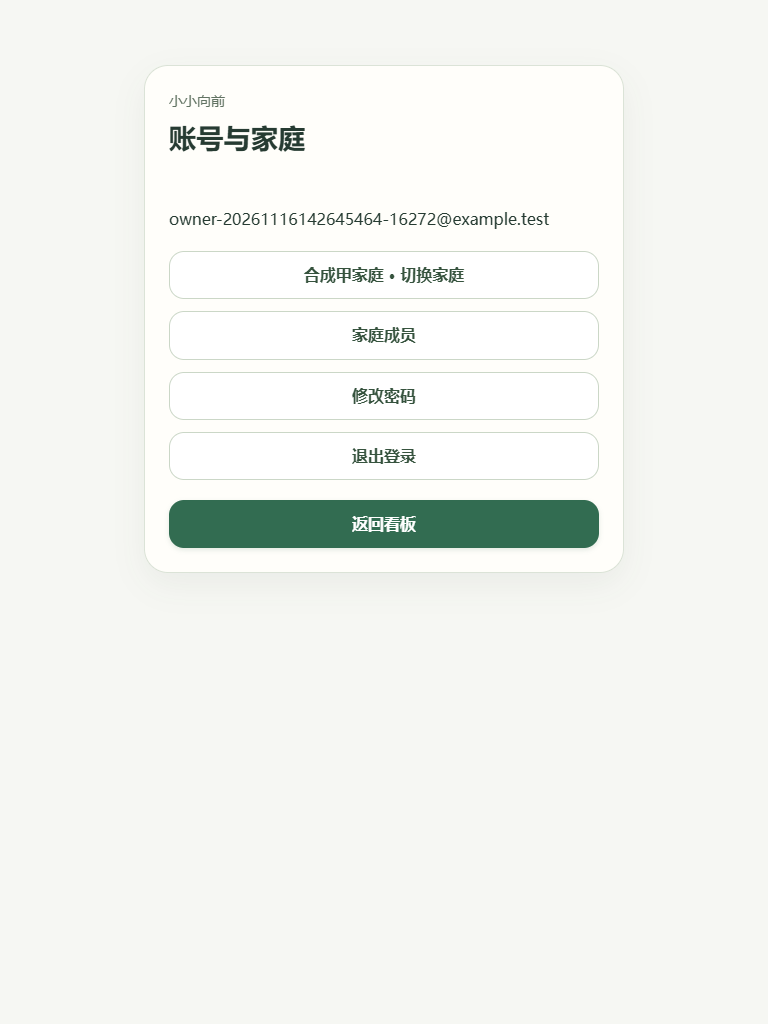 小小向前
账号与家庭
owner-20261116142645464-16272@example.test
合成甲家庭 • 切换家庭
家庭成员
修改密码
退出登录
返回看板